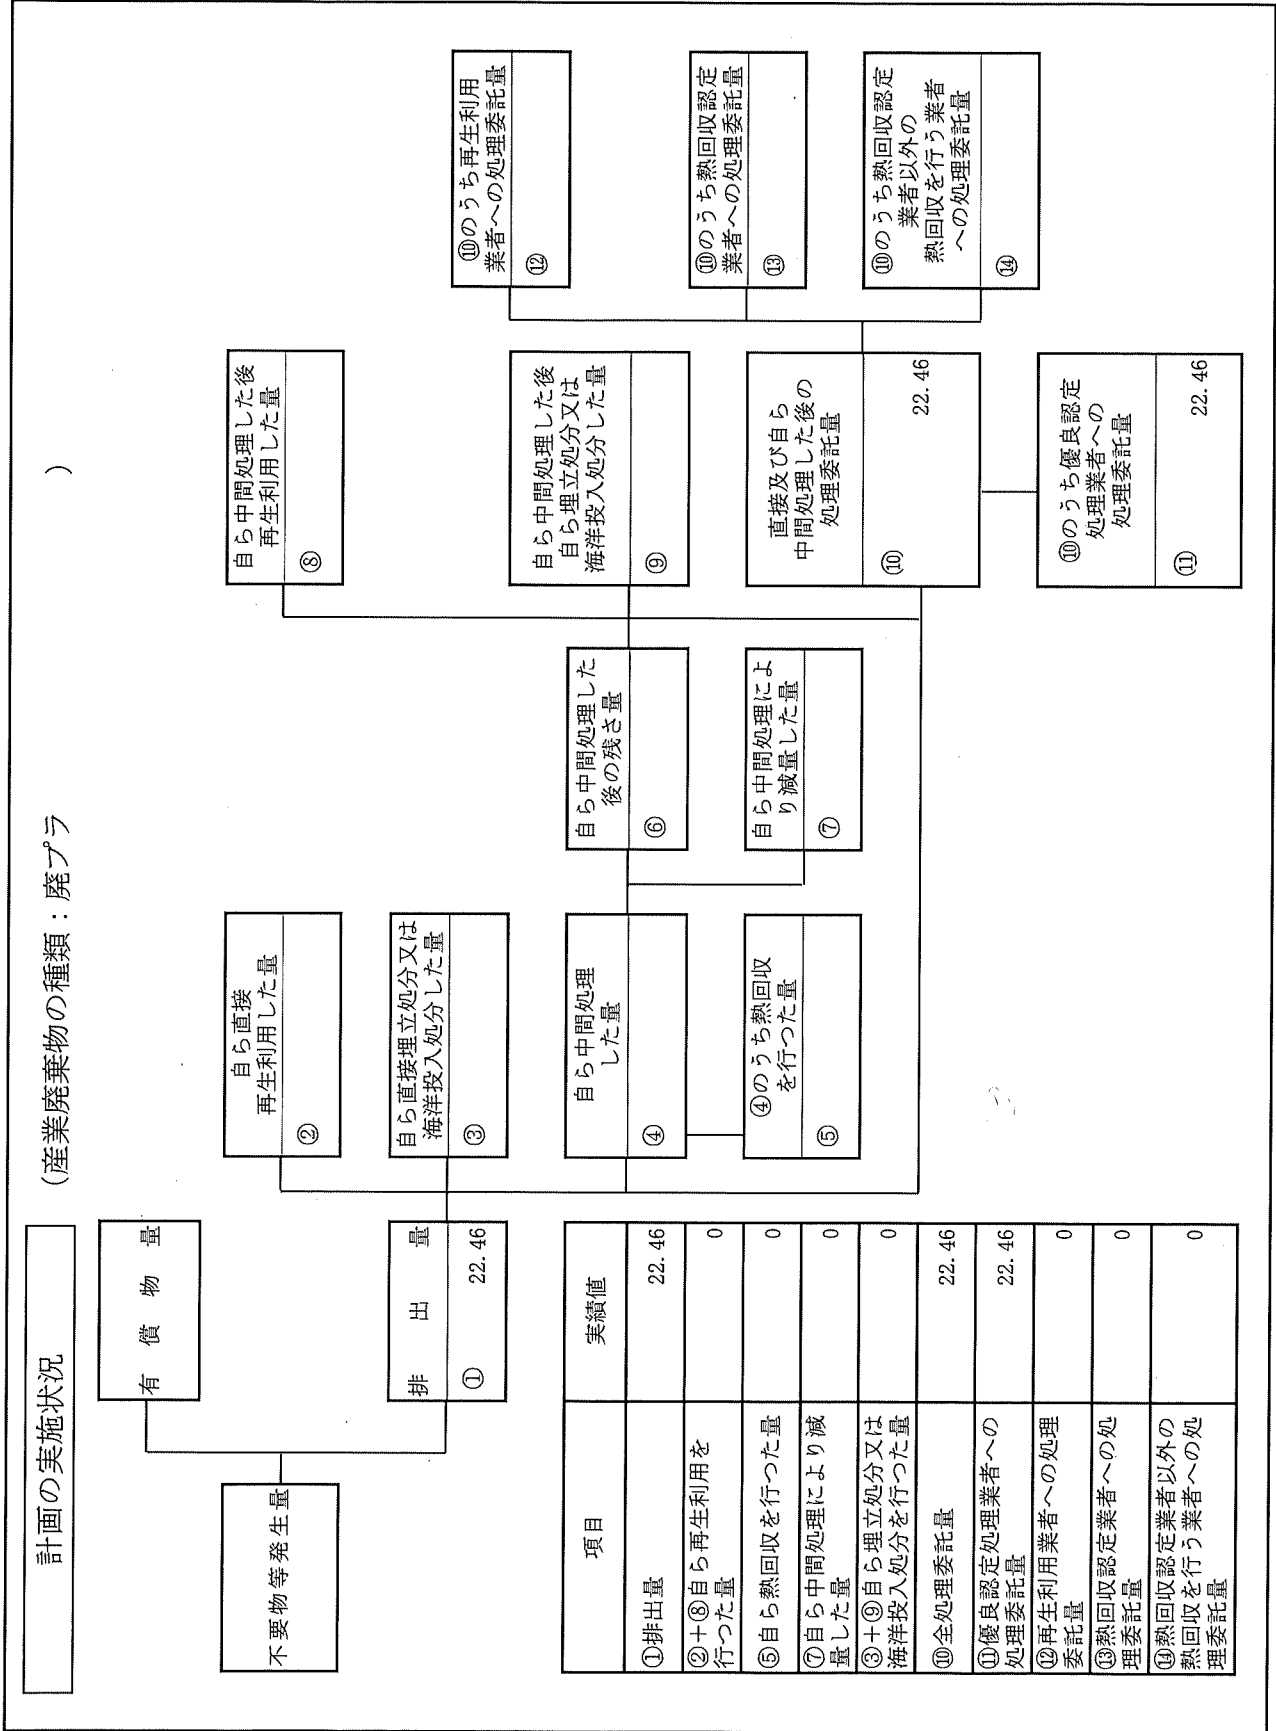 計画の実施状況
(産業廃棄物の種類：廃プラ )
不要物等発生量
有償物量
排出量
① 22.46
自ら直接
再生利用した量
②
自ら直接埋立処分又は
海洋投入処分した量
③
自ら中間処理
した量
④
④のうち熱回収
を行つた量
⑤
自ら中間処理した
後の残さ量
⑥
自ら中間処理によ
り減量した量
⑦
自ら中間処理した後
再生利用した量
⑧
自ら中間処理した後
自ら埋立処分又は
海洋投入処分した量
⑨
直接及び自ら
中間処理した後の
処理委託量
⑩ 22.46
⑩のうち優良認定
処理業者への
処理委託量
⑪ 22.46
⑩のうち再生利用
業者への処理委託量
⑫
⑩のうち熱回収認定
業者への処理委託量
⑬
⑩のうち熱回収認定
業者以外の
熱回収を行う業者
への処理委託量
⑭
項目 実績値
①排出量 22.46
②＋⑧自ら再生利用を
行つた量 0
⑤自ら熱回収を行つた量 0
⑦自ら中間処理により減
量した量 0
③＋⑨自ら埋立処分又は
海洋投入処分を行つた量 0
⑩全処理委託量 22.46
⑪優良認定処理業者への
処理委託量 22.46
⑫再生利用業者への処理
委託量 0
⑬熱回収認定業者への処
理委託量 0
⑭熱回収認定業者以外の
熱回収を行う業者への処
理委託量 0